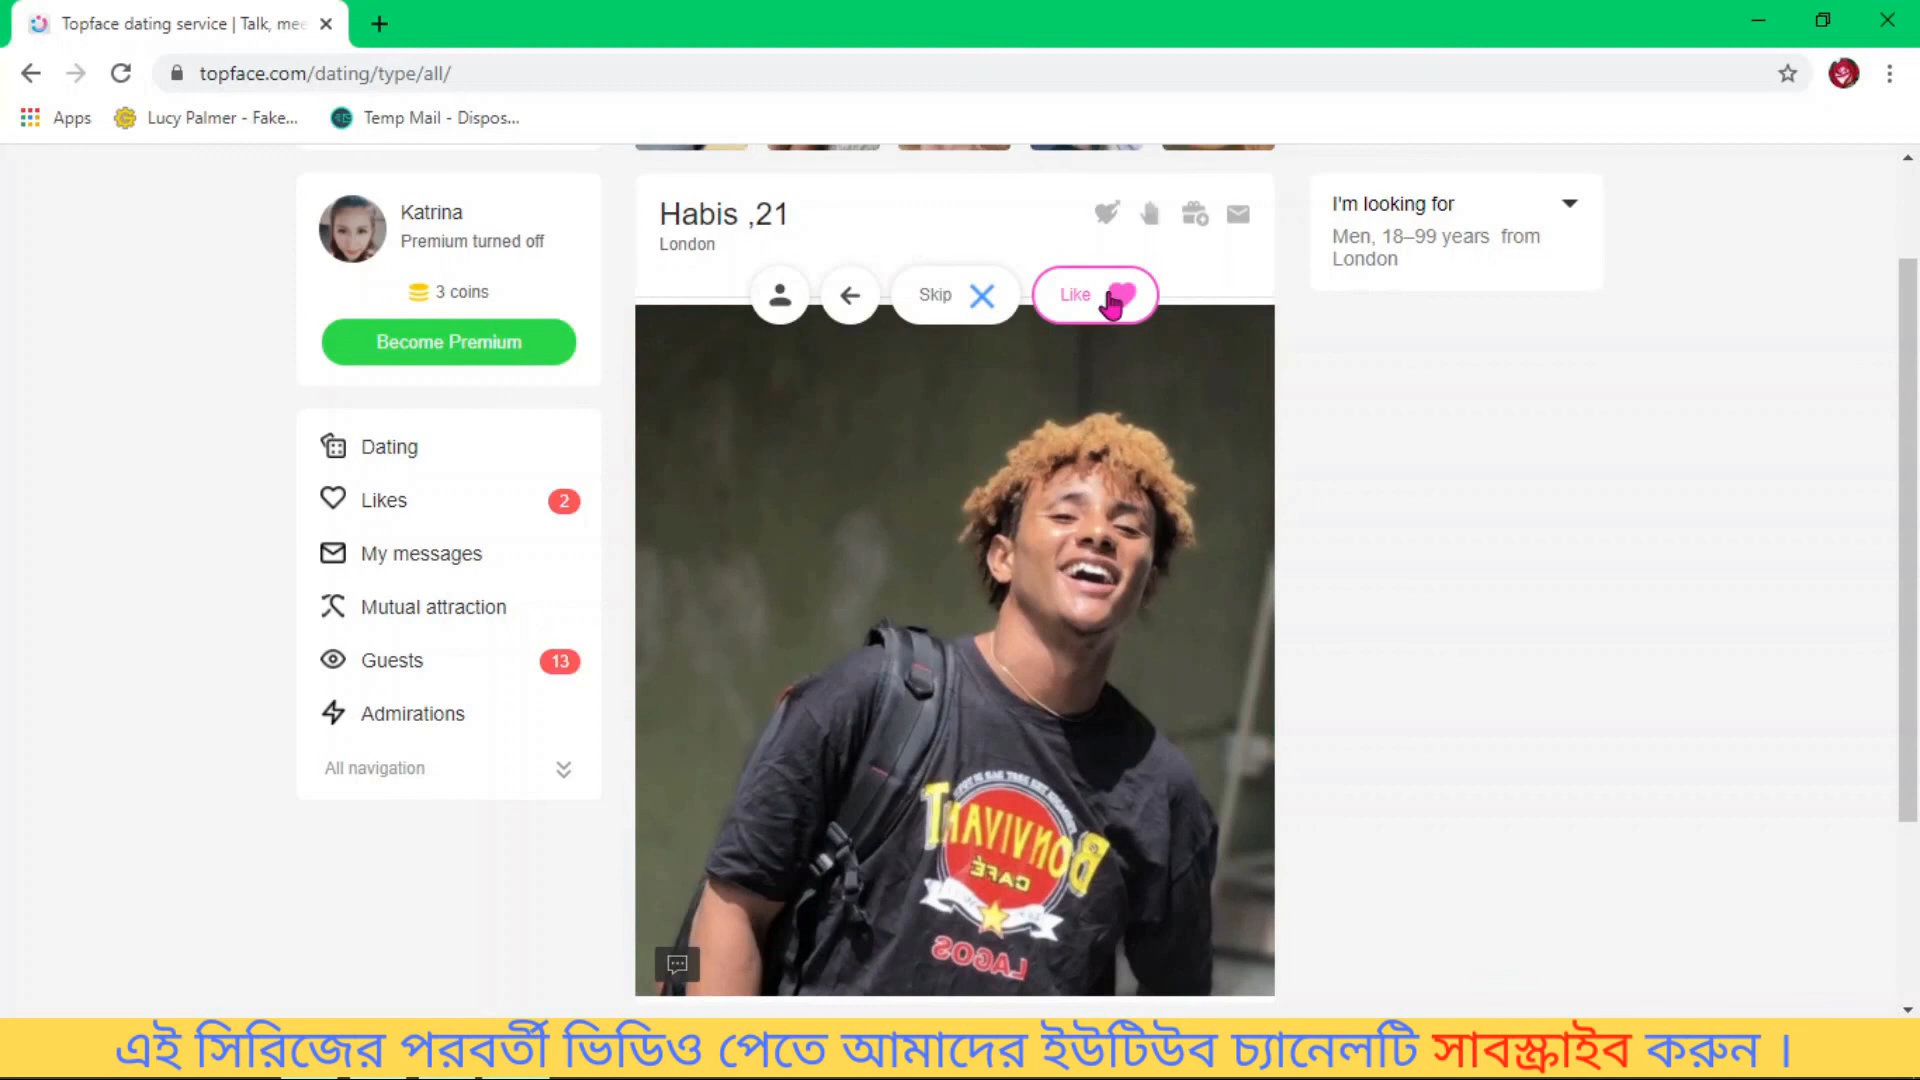 Topface dating service | Talk, mee
topface.com/dating/type/all/
Apps
Lucy Palmer - Fake...
Temp Mail - Dispos...
Katrina
Premium turned off
3 coins
Become Premium
Dating
Likes 2
My messages
Mutual attraction
Guests 13
Admirations
All navigation
Habis ,21
London
Skip
Like
BONVIVANT
CAFÉ
LAGOS
I'm looking for
Men, 18–99 years from
London
এই সিরিজের পরবর্তী ভিডিও পেতে আমাদের ইউটিউব চ্যানেলটি সাবস্ক্রাইব করুন ।